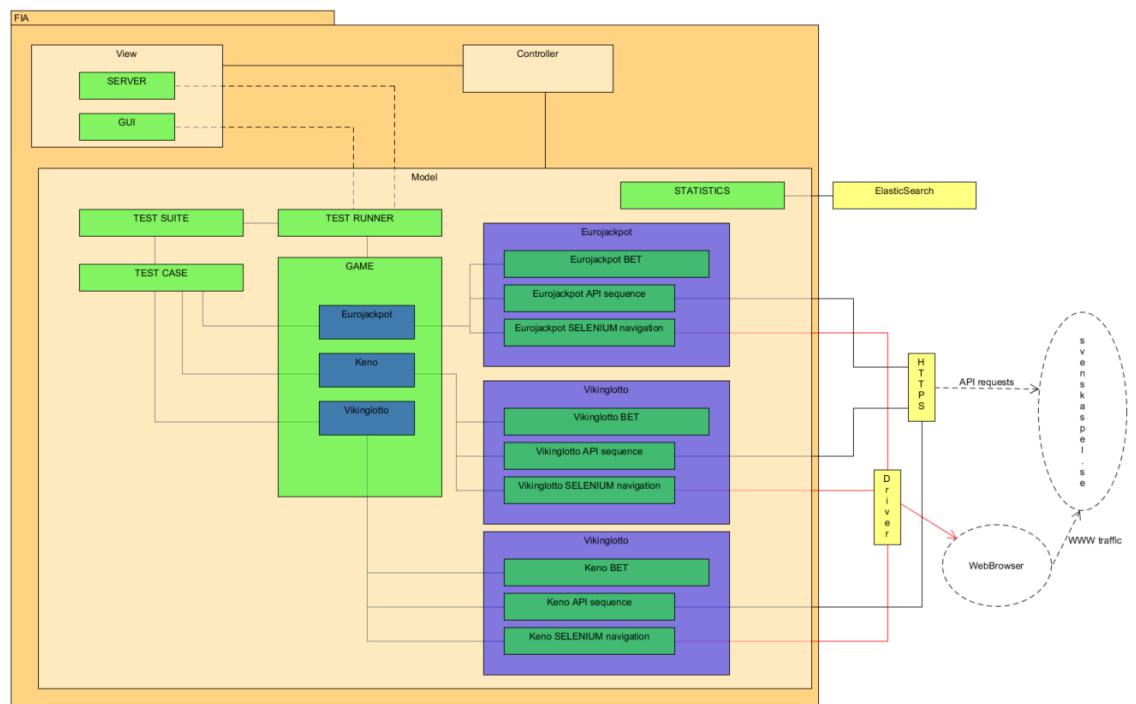 FIA
View
Controller
SERVER
GUI
Model
STATISTICS
ElasticSearch
TEST SUITE
TEST RUNNER
Eurojackpot
TEST CASE
GAME
Eurojackpot BET
Eurojackpot API sequence
Eurojackpot
Eurojackpot SELENIUM navigation
Keno
Vikinglotto
Vikinglotto
Vikinglotto BET
Vikinglotto API sequence
Vikinglotto SELENIUM navigation
Vikinglotto
Keno BET
Keno API sequence
Keno SELENIUM navigation
HTTPS
API requests
svenskaspel.se
Driver
WebBrowser
WWW traffic